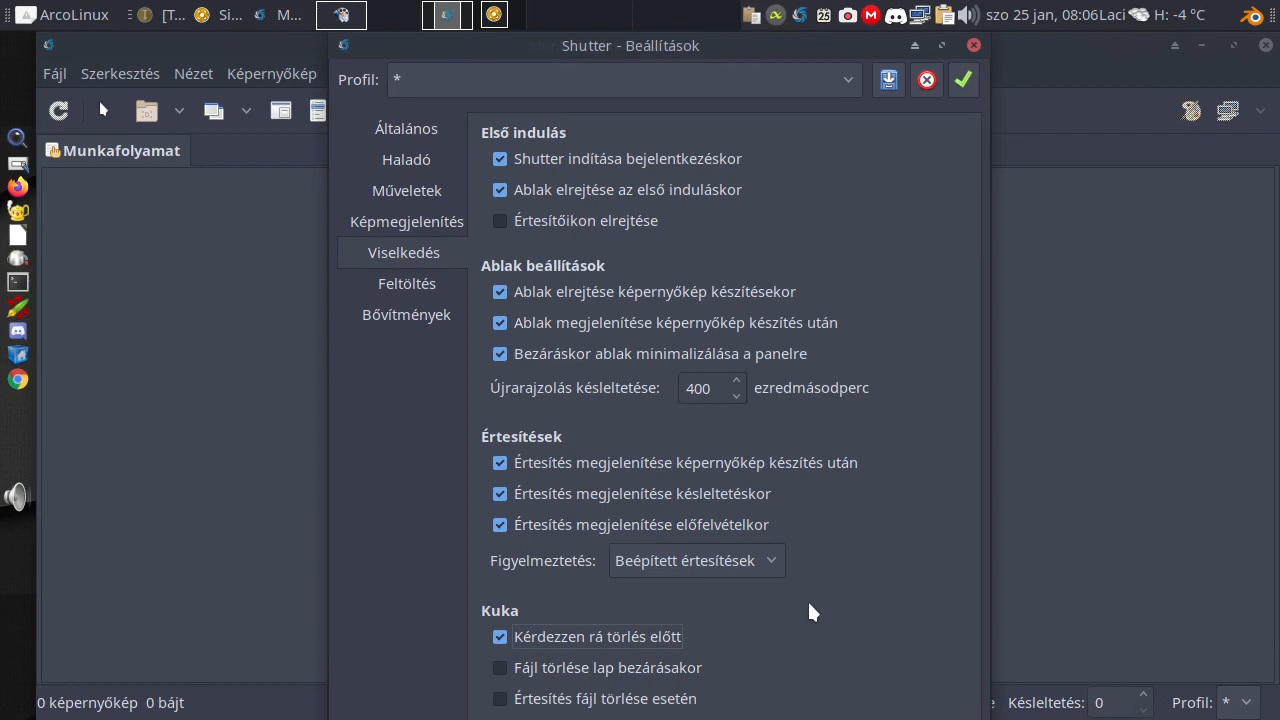 ArcoLinux
[T...
Si...
M...
25
szo 25 jan, 08:06
Laci
H: -4 °C
Shutter - Beállítások
Fájl
Szerkesztés
Nézet
Képernyőkép
Profil:
*
Munkafolyamat
Általános
Haladó
Műveletek
Képmegjelenítés
Viselkedés
Feltöltés
Bővítmények
Első indulás
Shutter indítása bejelentkezéskor
Ablak elrejtése az első induláskor
Értesítőikon elrejtése
Ablak beállítások
Ablak elrejtése képernyőkép készítésekor
Ablak megjelenítése képernyőkép készítés után
Bezáráskor ablak minimalizálása a panelre
Újrarajzolás késleltetése:
400
ezredmásodperc
Értesítések
Értesítés megjelenítése képernyőkép készítés után
Értesítés megjelenítése késleltetéskor
Értesítés megjelenítése előfelvételkor
Figyelmeztetés:
Beépített értesítések
Kuka
Kérdezzen rá törlés előtt
Fájl törlése lap bezárásakor
Értesítés fájl törlése esetén
0 képernyőkép 0 bájt
Késleltetés:
0
Profil:
*